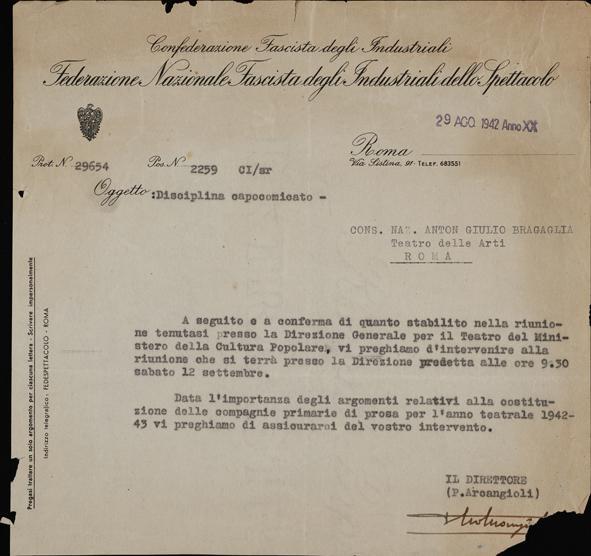 Confederazione Fascista degli Industriali
Federazione Nazionale Fascista degli Industriali dello Spettacolo
29 AGO. 1942 Anno XX
Roma
Via Sistina, 91 - TELEF. 683551
Prot. N. 29654 Pos. N. 2259 CI/sr
Oggetto :Disciplina capocomicato -
CONS. NAZ. ANTON GIULIO BRAGAGLIA
Teatro delle Arti
ROMA
A seguito e a conferma di quanto stabilito nella riunio-
ne tenutasi presso la Direzione Generale per il Teatro del Mini-
stero della Cultura Popolare, vi preghiamo d'intervenire alla
riunione che si terrà presso la Direzione predetta alle ore 9.30
sabato 12 settembre.
Data l'importanza degli argomenti relativi alla costitu-
zione delle compagnie primarie di prosa per l'anno teatrale 1942-
43 vi preghiamo di assicurarci del vostro intervento.
IL DIRETTORE
(P.Arcangioli)
Pregasi trattare un solo argomento per ciascuna lettera - Scrivere impersonalmente
Indirizzo telegrafico - FEDESPETTACOLO - ROMA